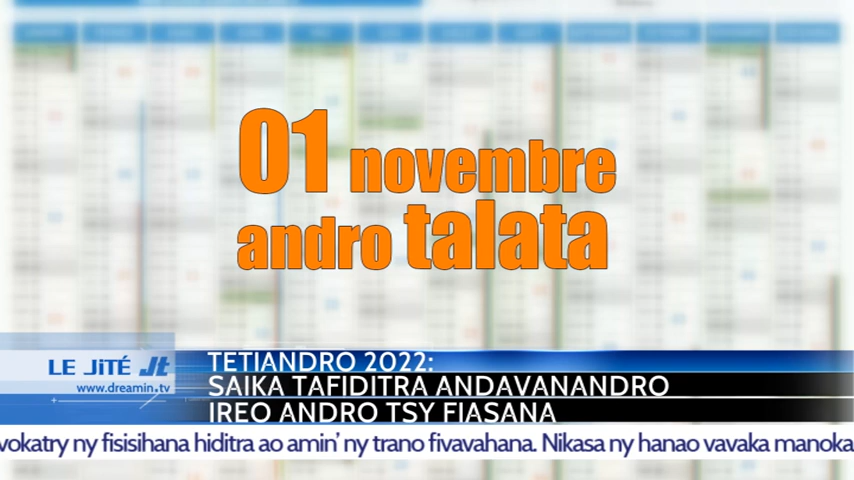 01 novembre
andro talata
LE JiTÉ Jt
www.dreamin.tv
TETIANDRO 2022:
SAIKA TAFIDITRA ANDAVANANDRO
IREO ANDRO TSY FIASANA
vokatry ny fisisihana hiditra ao amin' ny trano fivavahana. Nikasa ny hanao vavaka manoka